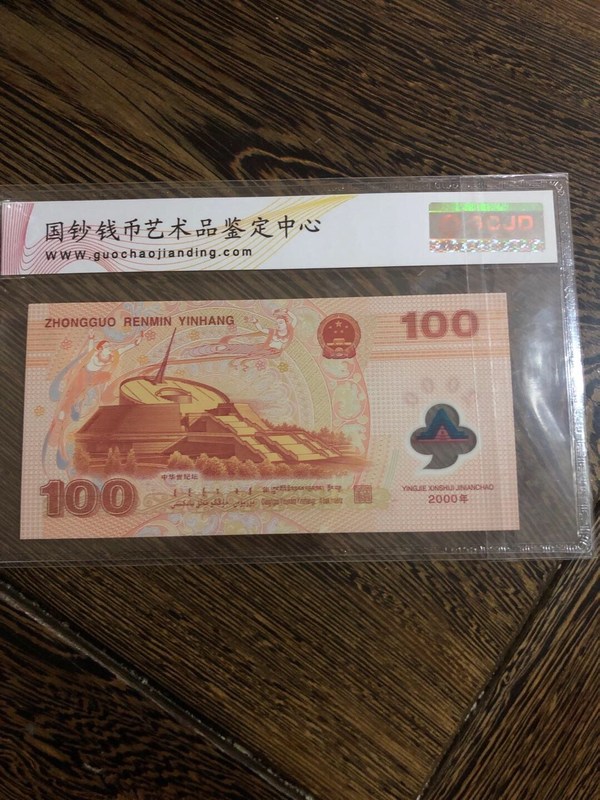 国钞钱币艺术品鉴定中心
www.guochaojianding.com
GCJD
ZHONGGUO RENMIN YINHANG
100
中华世纪坛
100
YINGJIE XINSHIJI JINIANCHAO
2000年